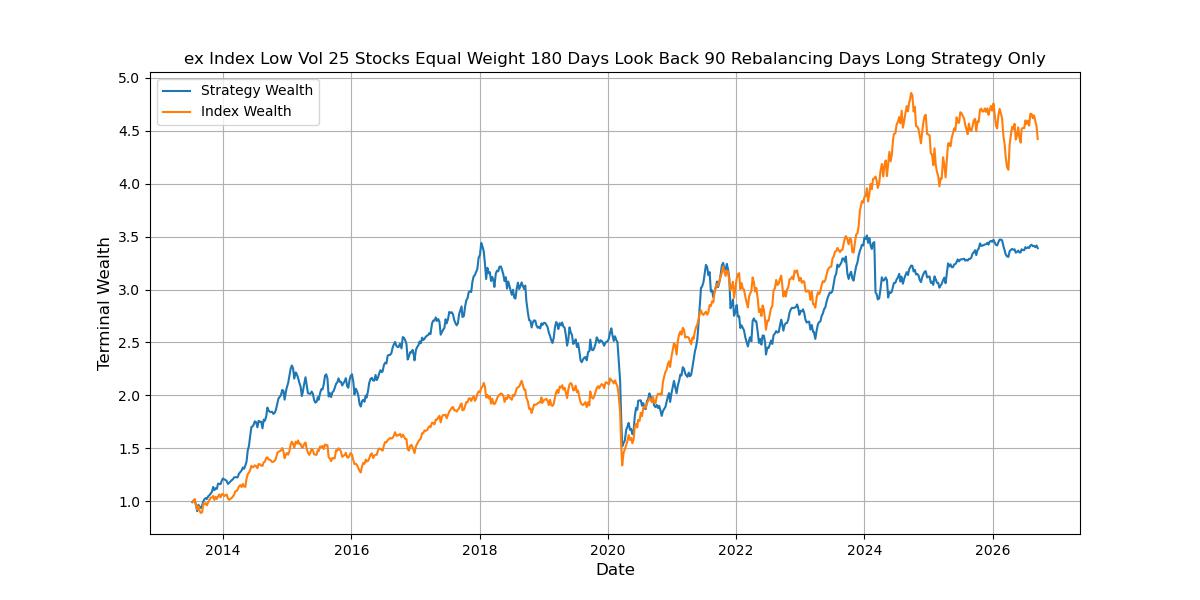 ex Index Low Vol 25 Stocks Equal Weight 180 Days Look Back 90 Rebalancing Days Long Strategy Only
Strategy Wealth
Index Wealth
Terminal Wealth
5.0
4.5
4.0
3.5
3.0
2.5
2.0
1.5
1.0
2014 2016 2018 2020 2022 2024 2026
Date